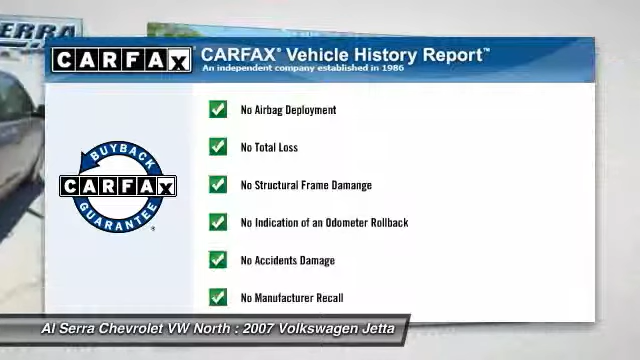 ERRA
CARFAX
CARFAX® Vehicle History Report™
An independent company established in 1986
No Airbag Deployment
No Total Loss
No Structural Frame Damange
No Indication of an Odometer Rollback
No Accidents Damage
No Manufacturer Recall
BUYBACK
CARFAX
GUARANTEE®
Al Serra Chevrolet VW North : 2007 Volkswagen Jetta